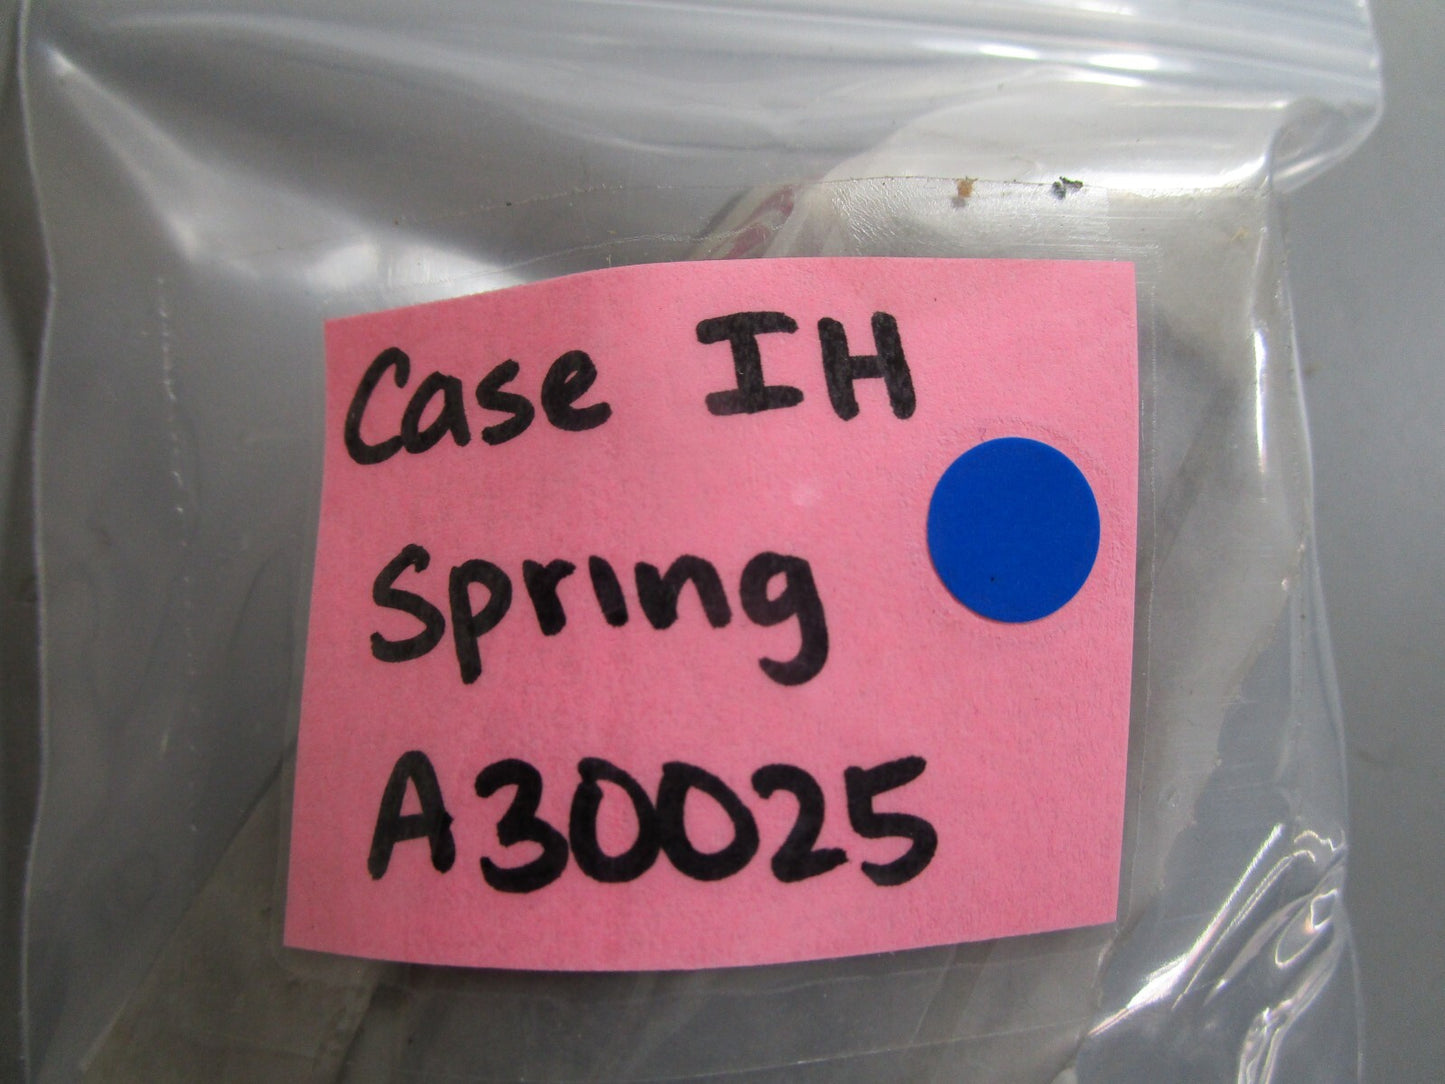 Case IH
Spring
A30025